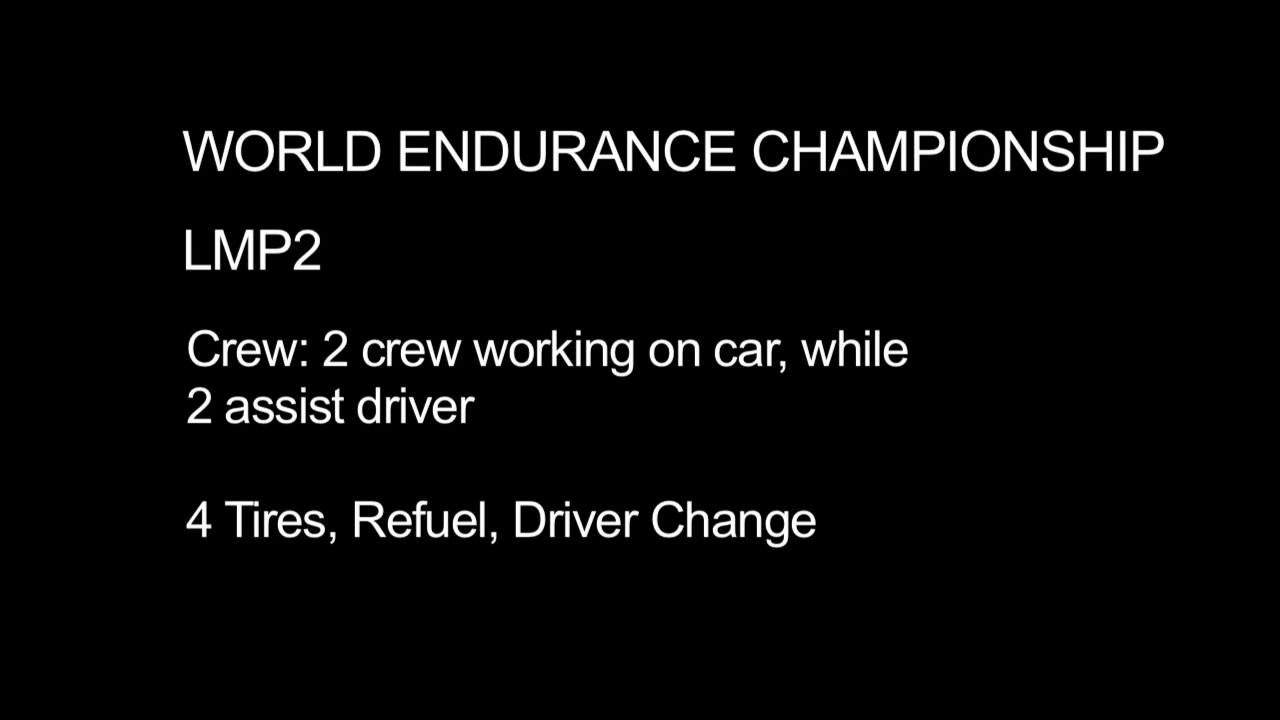 WORLD ENDURANCE CHAMPIONSHIP
LMP2
Crew: 2 crew working on car, while
2 assist driver
4 Tires, Refuel, Driver Change